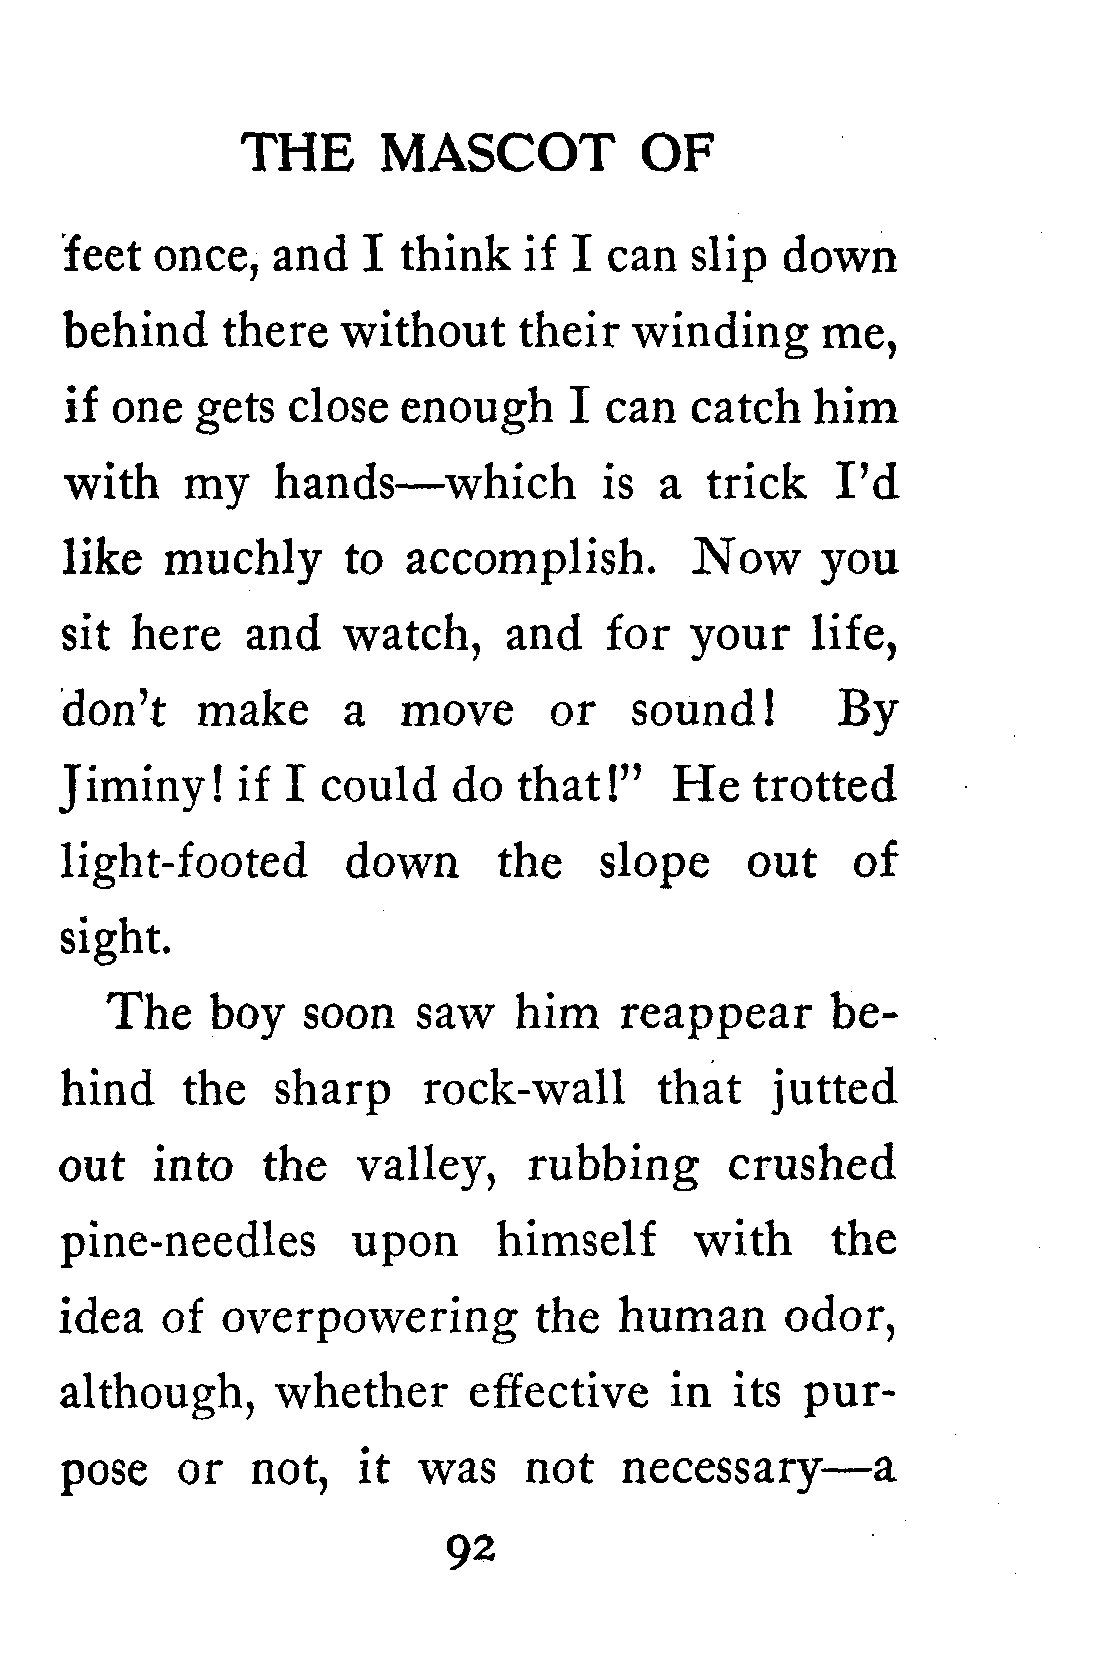 THE MASCOT OF
feet once, and I think if I can slip down
behind there without their winding me,
if one gets close enough I can catch him
with my hands—which is a trick I'd
like muchly to accomplish. Now you
sit here and watch, and for your life,
don't make a move or sound! By
Jiminy! if I could do that!” He trotted
light-footed down the slope out of
sight.
The boy soon saw him reappear be-
hind the sharp rock-wall that jutted
out into the valley, rubbing crushed
pine-needles upon himself with the
idea of overpowering the human odor,
although, whether effective in its pur-
pose or not, it was not necessary—a
92